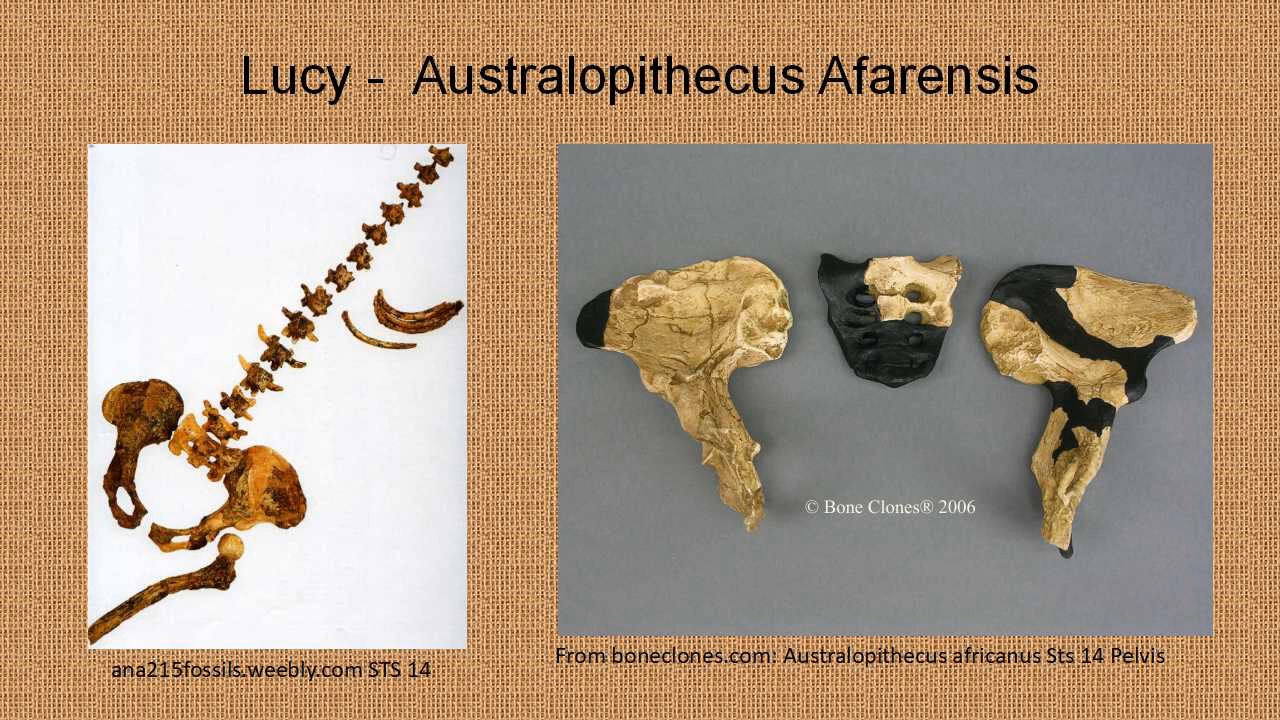 Lucy - Australopithecus Afarensis
© Bone Clones® 2006
ana215fossils.weebly.com STS 14
From boneclones.com: Australopithecus africanus Sts 14 Pelvis